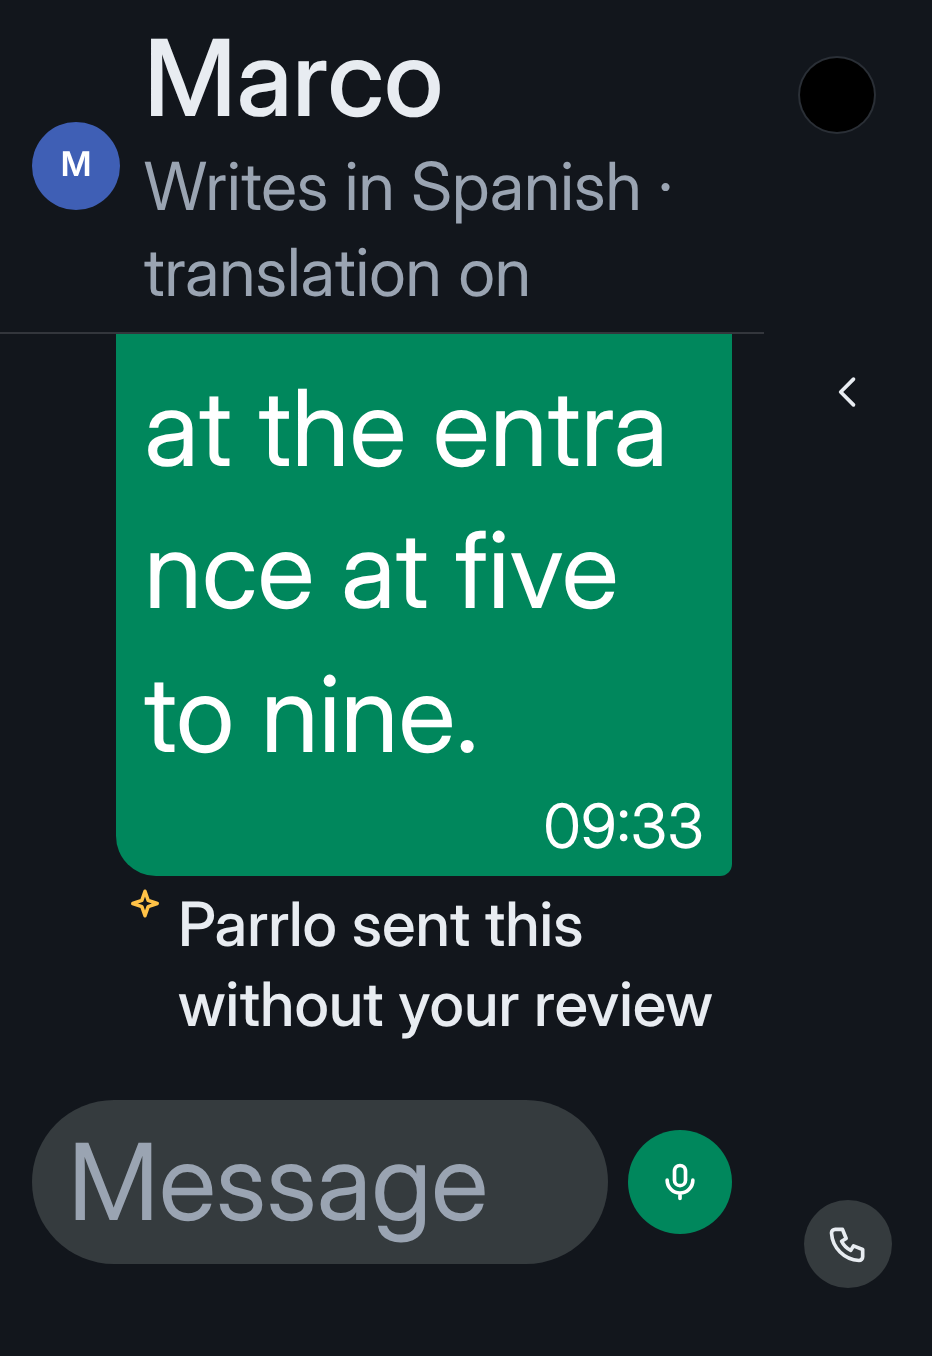 Marco
M
Writes in Spanish ·
translation on
at the entra
nce at five
to nine.
09:33
Parrlo sent this
without your review
Message